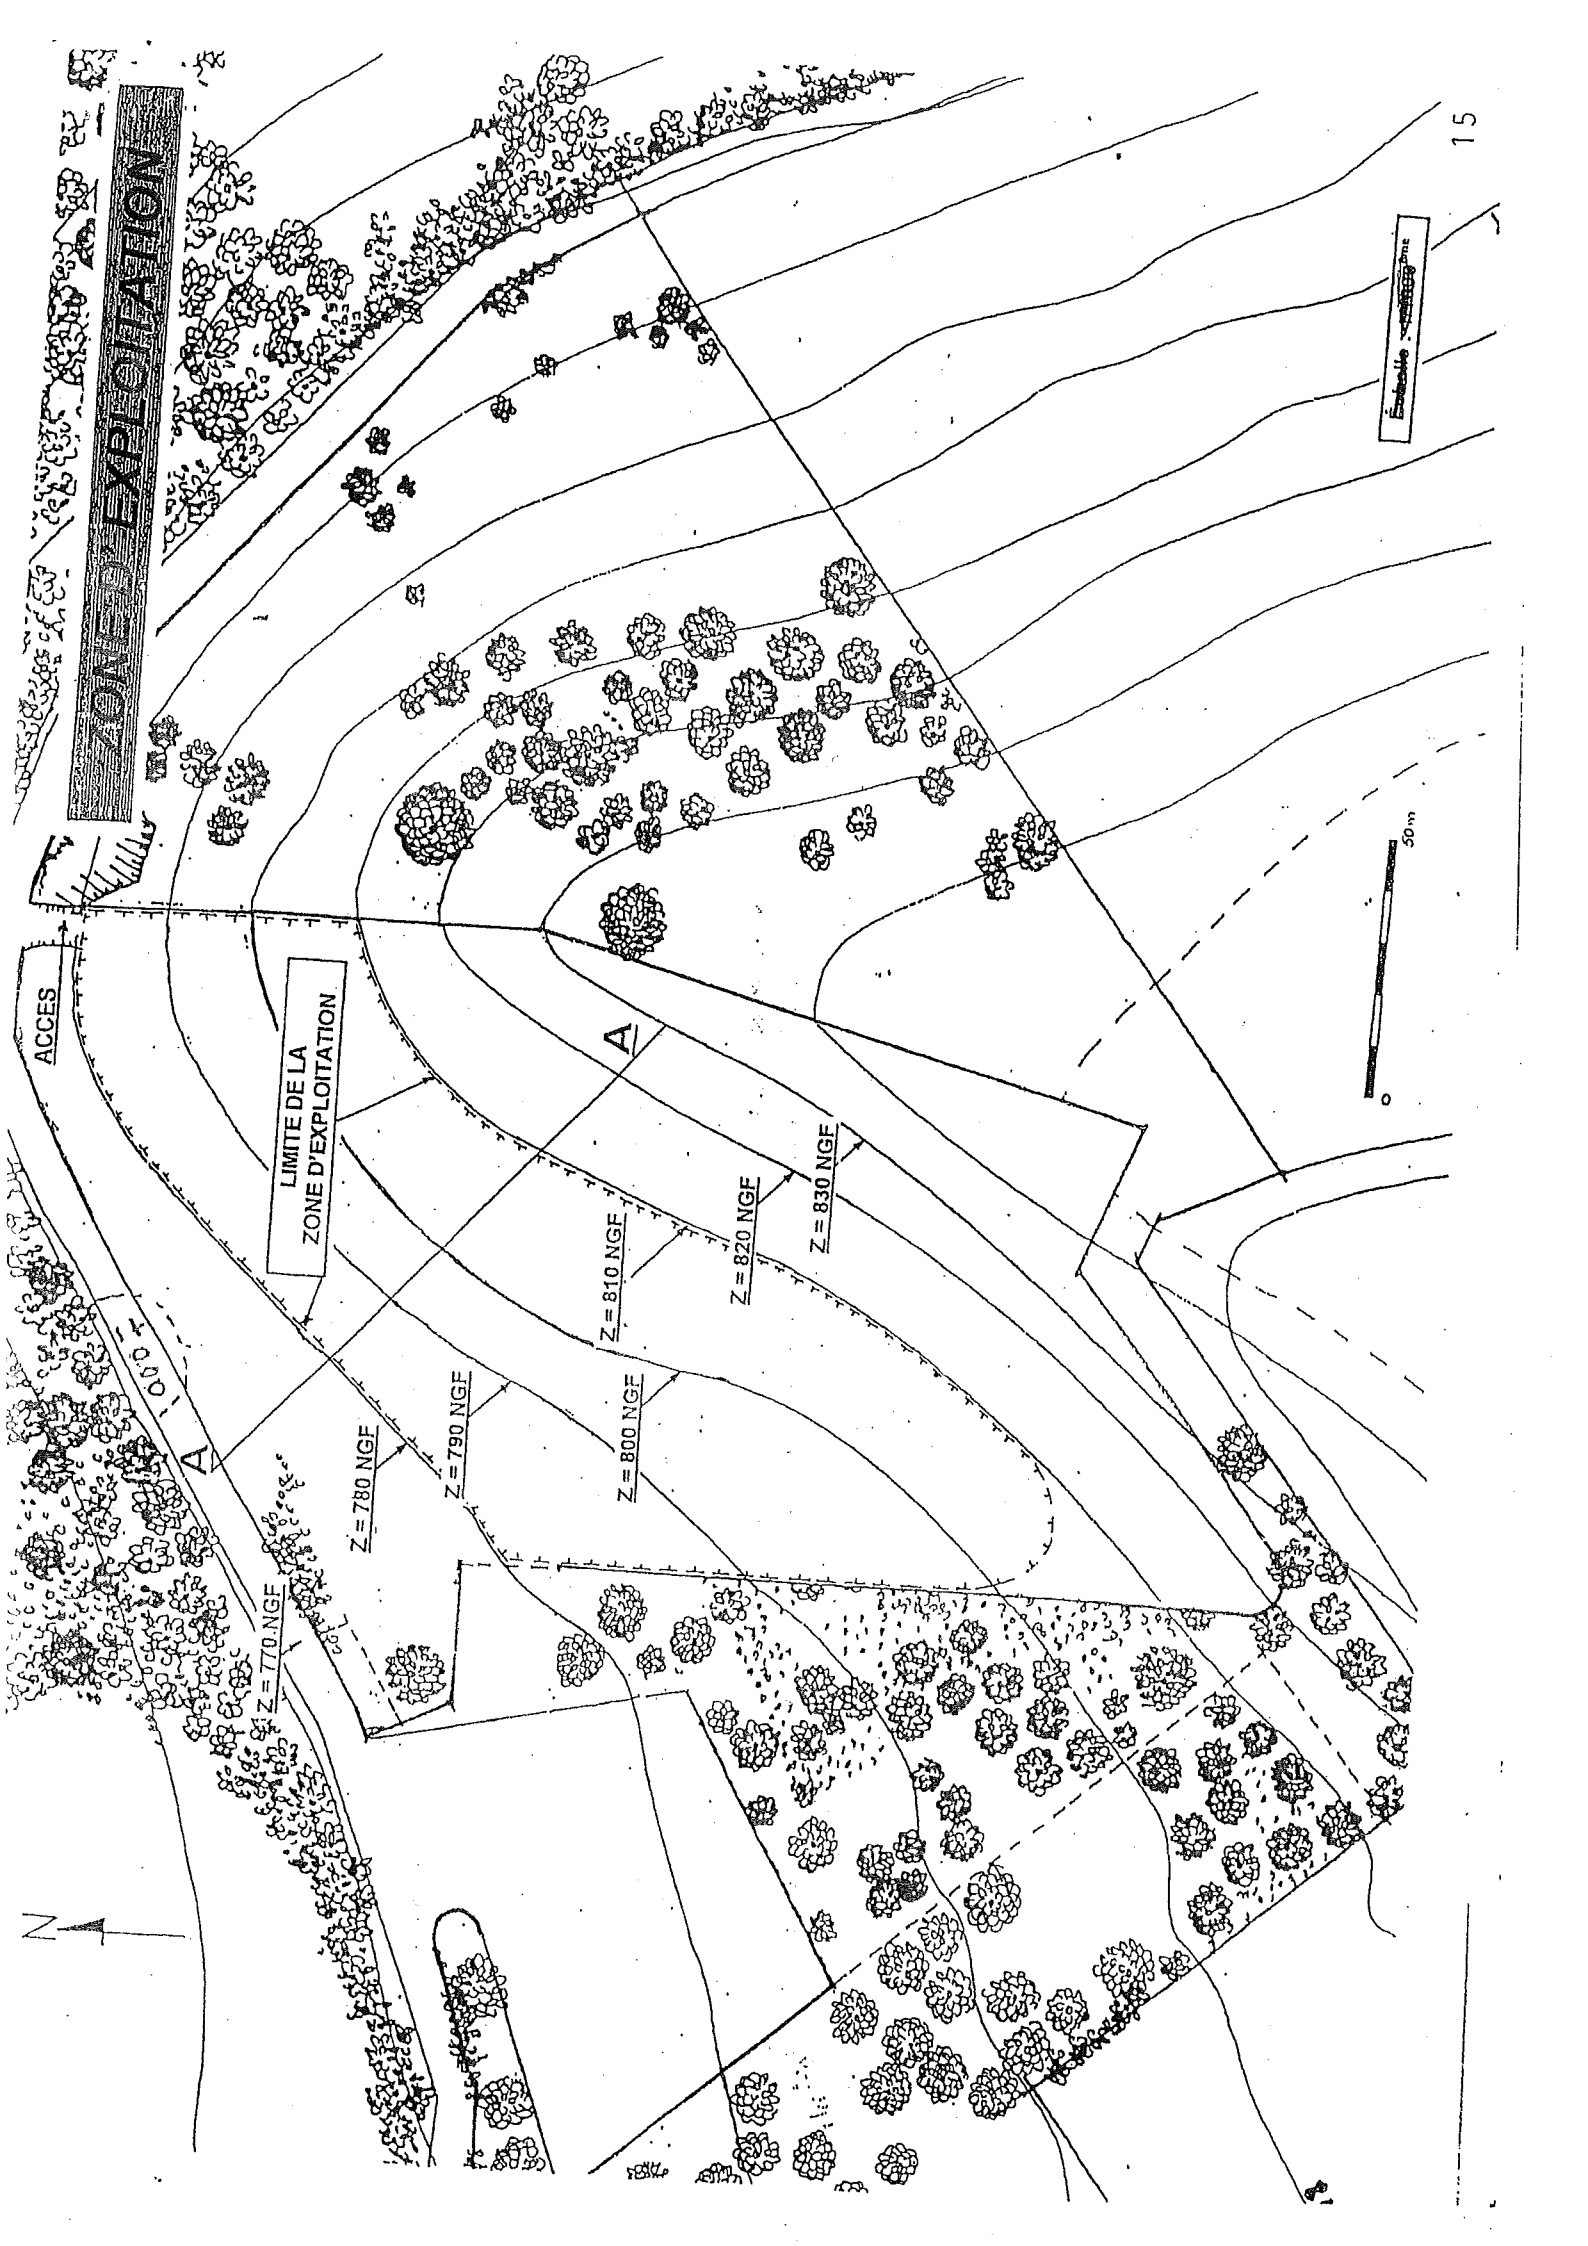 ZONE D'EXPLOITATION
ACCES
LIMITE DE LA
ZONE D'EXPLOITATION
A
A
Z = 770 NGF
Z = 780 NGF
Z = 790 NGF
Z = 800 NGF
Z = 810 NGF
Z = 820 NGF
Z = 830 NGF
N
0
50m
15